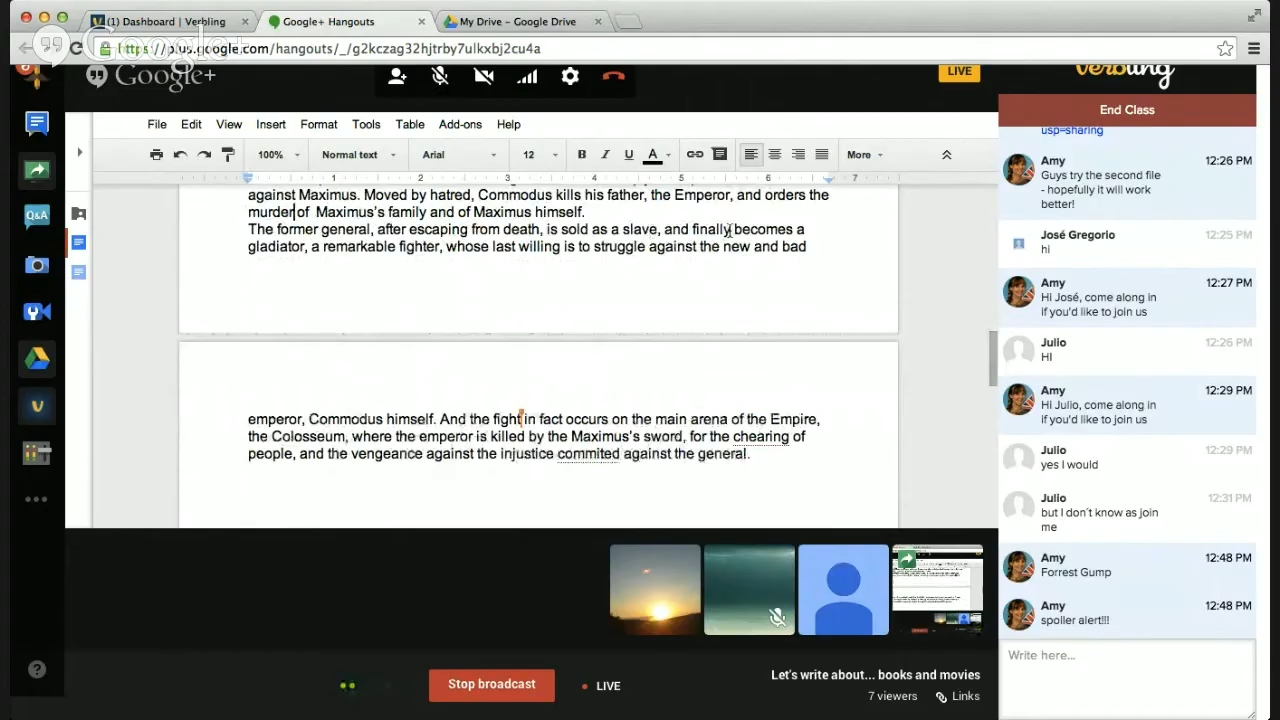 (1) Dashboard | Verbling
Google+ Hangouts
My Drive - Google Drive
https://plus.google.com/hangouts/_/g2kczag32hjtrby7ulkxbj2cu4a
Google+
LIVE
verbling
End Class
File Edit View Insert Format Tools Table Add-ons Help
100% Normal text Arial 12 B I U A More
1 2 3 4 5 6 7
against Maximus. Moved by hatred, Commodus kills his father, the Emperor, and orders the
murder of Maximus's family and of Maximus himself.
The former general, after escaping from death, is sold as a slave, and finally becomes a
gladiator, a remarkable fighter, whose last willing is to struggle against the new and bad
emperor, Commodus himself. And the fight in fact occurs on the main arena of the Empire,
the Colosseum, where the emperor is killed by the Maximus's sword, for the chearing of
people, and the vengeance against the injustice commited against the general.
Q&A
usp=sharing
Amy 12:26 PM
Guys try the second file
- hopefully it will work
better!
José Gregorio 12:25 PM
hi
Amy 12:27 PM
Hi José, come along in
if you'd like to join us
Julio 12:26 PM
HI
Amy 12:29 PM
Hi Julio, come along in
if you'd like to join us
Julio 12:29 PM
yes I would
Julio 12:31 PM
but I don´t know as join
me
Amy 12:48 PM
Forrest Gump
Amy 12:48 PM
spoller alert!!!
Write here...
Stop broadcast
LIVE
Let's write about... books and movies
7 viewers Links